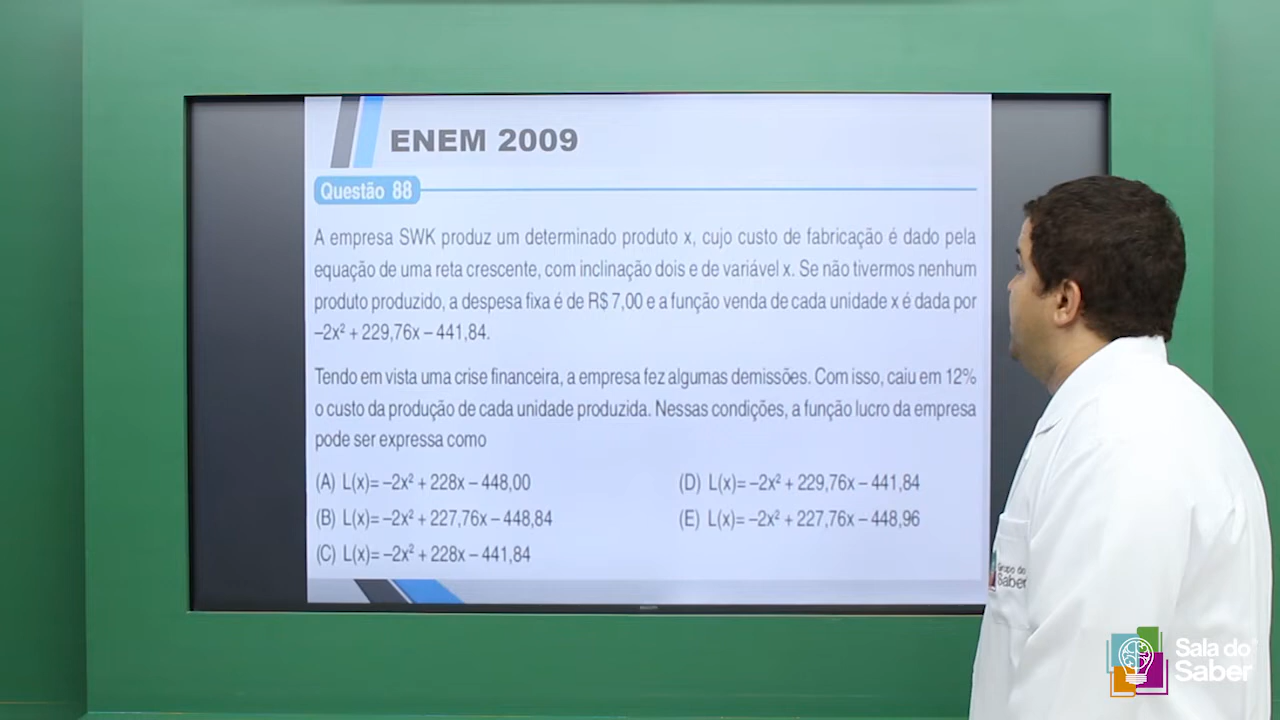 ENEM 2009
Questão 88
A empresa SWK produz um determinado produto x, cujo custo de fabricação é dado pela
equação de uma reta crescente, com inclinação dois e de variável x. Se não tivermos nenhum
produto produzido, a despesa fixa é de R$ 7,00 e a função venda de cada unidade x é dada por
–2x² + 229,76x – 441,84.
Tendo em vista uma crise financeira, a empresa fez algumas demissões. Com isso, caiu em 12%
o custo da produção de cada unidade produzida. Nessas condições, a função lucro da empresa
pode ser expressa como
(A) L(x)= –2x² + 228x – 448,00
(B) L(x)= –2x² + 227,76x – 448,84
(C) L(x)= –2x² + 228x – 441,84
(D) L(x)= –2x² + 229,76x – 441,84
(E) L(x)= –2x² + 227,76x – 448,96
Grupo do
Saber
Sala do
Saber